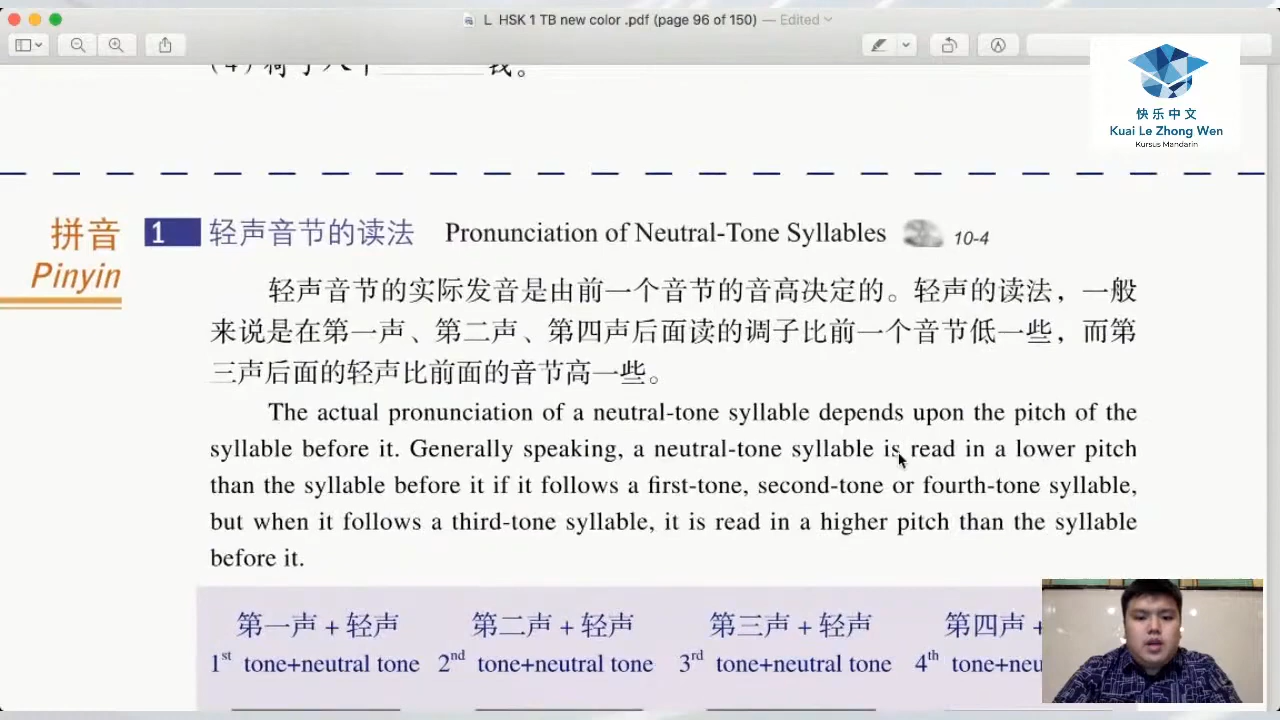 L HSK 1 TB new color .pdf (page 96 of 150) — Edited
钱。
快乐中文
Kuai Le Zhong Wen
Kursus Mandarin
拼音
Pinyin
1 轻声音节的读法 Pronunciation of Neutral-Tone Syllables 10-4
轻声音节的实际发音是由前一个音节的音高决定的。轻声的读法，一般
来说是在第一声、第二声、第四声后面读的调子比前一个音节低一些，而第
三声后面的轻声比前面的音节高一些。
The actual pronunciation of a neutral-tone syllable depends upon the pitch of the
syllable before it. Generally speaking, a neutral-tone syllable is read in a lower pitch
than the syllable before it if it follows a first-tone, second-tone or fourth-tone syllable,
but when it follows a third-tone syllable, it is read in a higher pitch than the syllable
before it.
第一声 + 轻声 第二声 + 轻声 第三声 + 轻声 第四声 +
1st tone+neutral tone 2nd tone+neutral tone 3rd tone+neutral tone 4th tone+neu